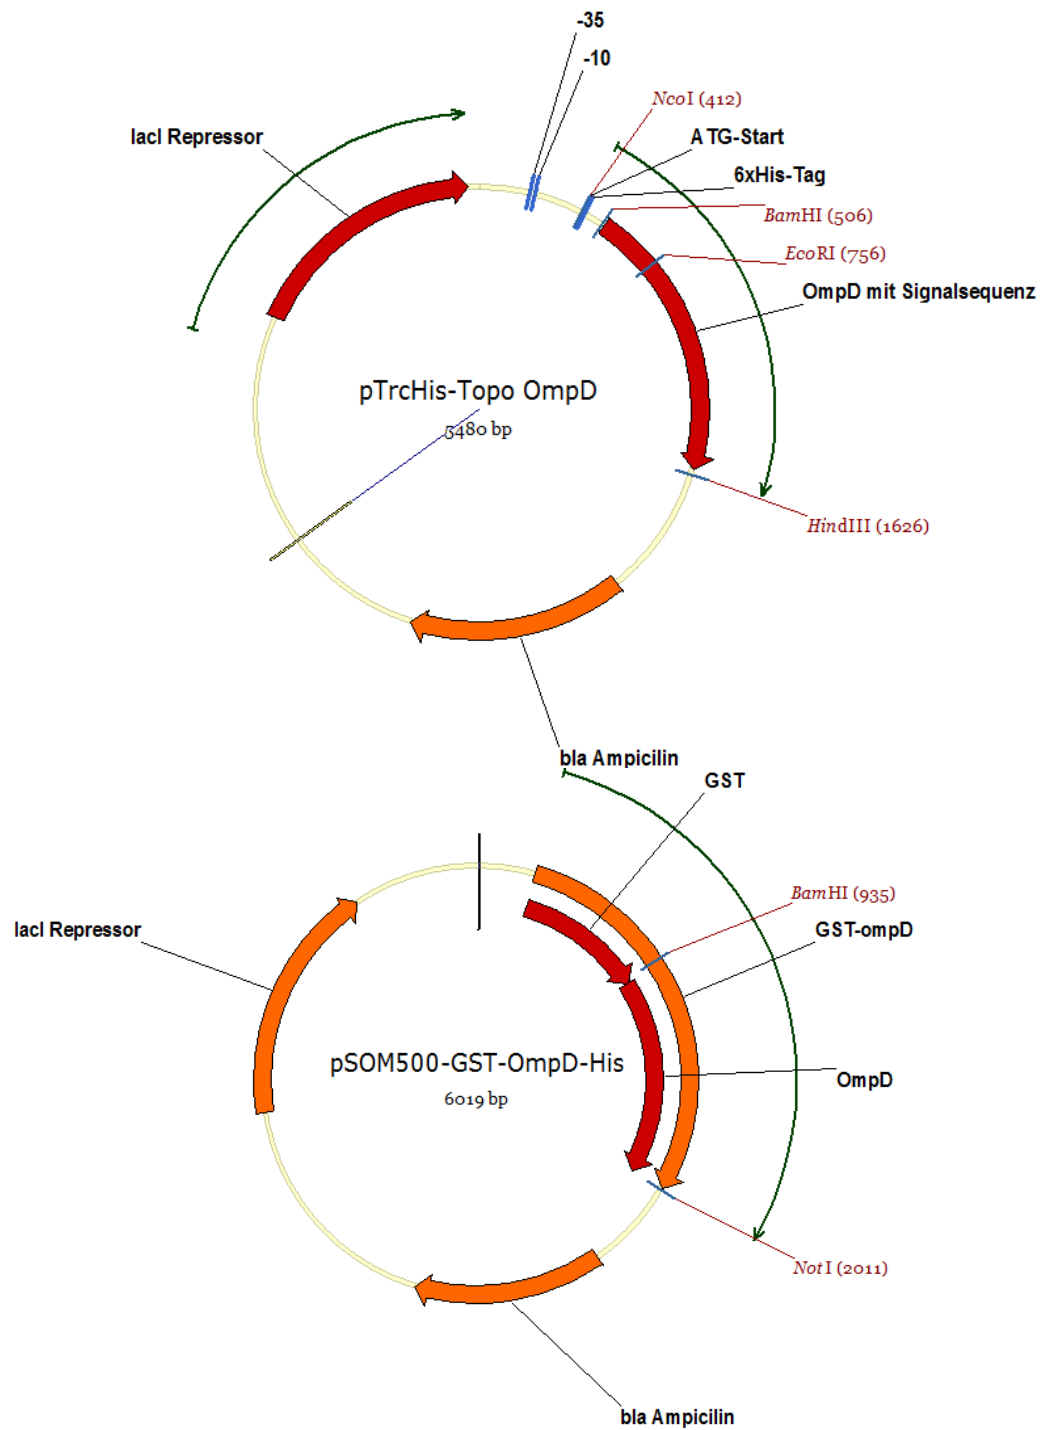 -35
-10
NcoI (412)
lacI Repressor
ATG-Start
6xHis-Tag
BamHI (506)
EcoRI (756)
OmpD mit Signalsequenz
pTrcHis-Topo OmpD
5480 bp
HindIII (1626)
bla Ampicilin
GST
BamHI (935)
lacI Repressor
GST-ompD
pSOM500-GST-OmpD-His
OmpD
6019 bp
NotI (2011)
bla Ampicilin